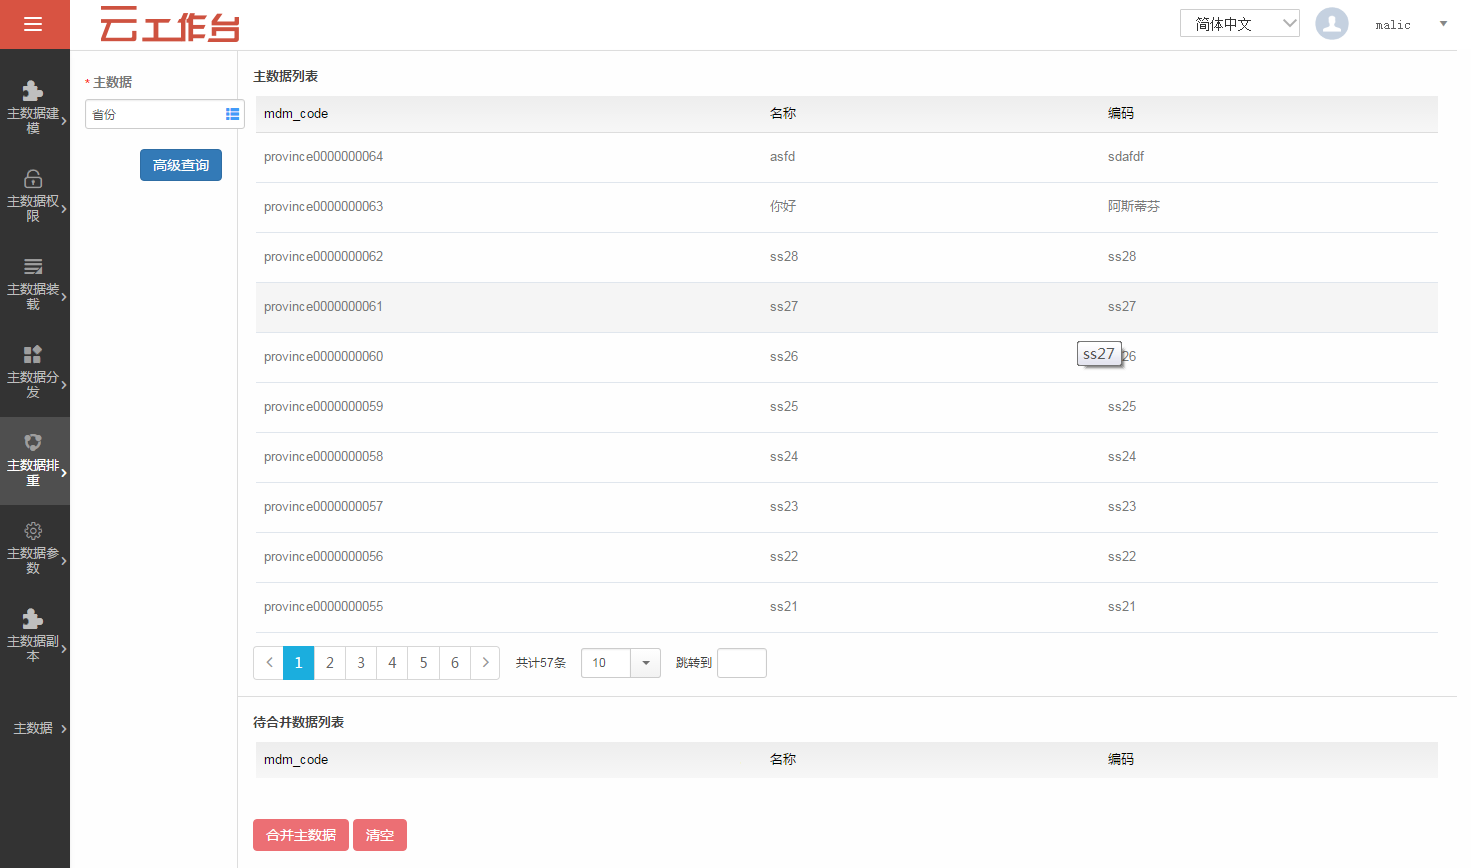 云工作台
简体中文
malic
主数据建
模
主数据权
限
主数据装
载
主数据分
发
主数据排
重
主数据参
数
主数据副
本
主数据
* 主数据
省份
高级查询
主数据列表
mdm_code 名称 编码
province0000000064 asfd sdafdf
province0000000063 你好 阿斯蒂芬
province0000000062 ss28 ss28
province0000000061 ss27 ss27
province0000000060 ss26 26
ss27
province0000000059 ss25 ss25
province0000000058 ss24 ss24
province0000000057 ss23 ss23
province0000000056 ss22 ss22
province0000000055 ss21 ss21
1 2 3 4 5 6 共计57条 10 跳转到
待合并数据列表
mdm_code 名称 编码
合并主数据 清空